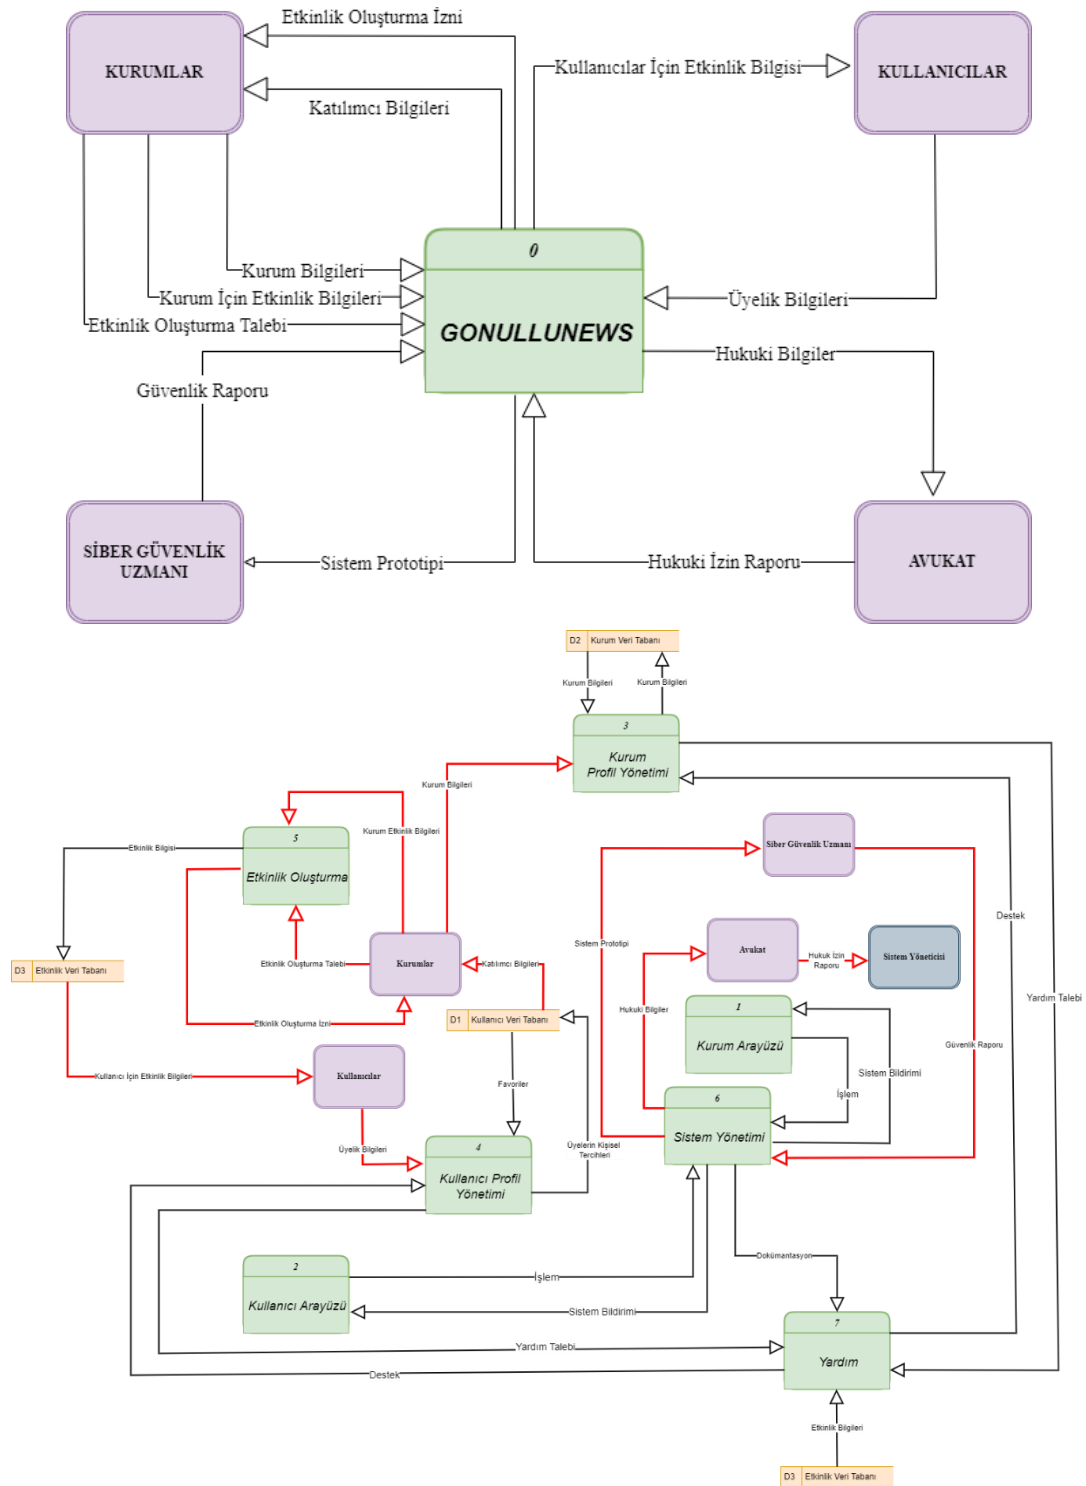 Etkinlik Oluşturma İzni
KURUMLAR
Katılımcı Bilgileri
Kullanıcılar İçin Etkinlik Bilgisi
KULLANICILAR
0
GONULLUNEWS
Kurum Bilgileri
Kurum İçin Etkinlik Bilgileri
Etkinlik Oluşturma Talebi
Üyelik Bilgileri
Hukuki Bilgiler
Güvenlik Raporu
SİBER GÜVENLİK
UZMANI
Sistem Prototipi
Hukuki İzin Raporu
AVUKAT
D2 Kurum Veri Tabanı
Kurum Bilgileri
Kurum Bilgileri
3
Kurum
Profil Yönetimi
Kurum Bilgileri
Kurum Etkinlik Bilgileri
5
Etkinlik Oluşturma
Etkinlik Bilgisi
Siber Güvenlik Uzmanı
Destek
Sistem Prototipi
Avukat
Hukuk İzin
Raporu
Sistem Yöneticisi
D3 Etkinlik Veri Tabanı
Etkinlik Oluşturma Talebi
Kurumlar
Katılımcı Bilgileri
Yardım Talebi
Hukuki Bilgiler
1
Kurum Arayüzü
Etkinlik Oluşturma İzni
D1 Kullanıcı Veri Tabanı
Güvenlik Raporu
Sistem Bildirimi
İşlem
Kullanıcı İçin Etkinlik Bilgileri
Kullanıcılar
Favoriler
6
Sistem Yönetimi
Üyelik Bilgileri
4
Kullanıcı Profil
Yönetimi
Üyelerin Kişisel
Tercihleri
Dokümantasyon
2
Kullanıcı Arayüzü
İşlem
Sistem Bildirimi
7
Yardım
Yardım Talebi
Destek
Etkinlik Bilgileri
D3 Etkinlik Veri Tabanı